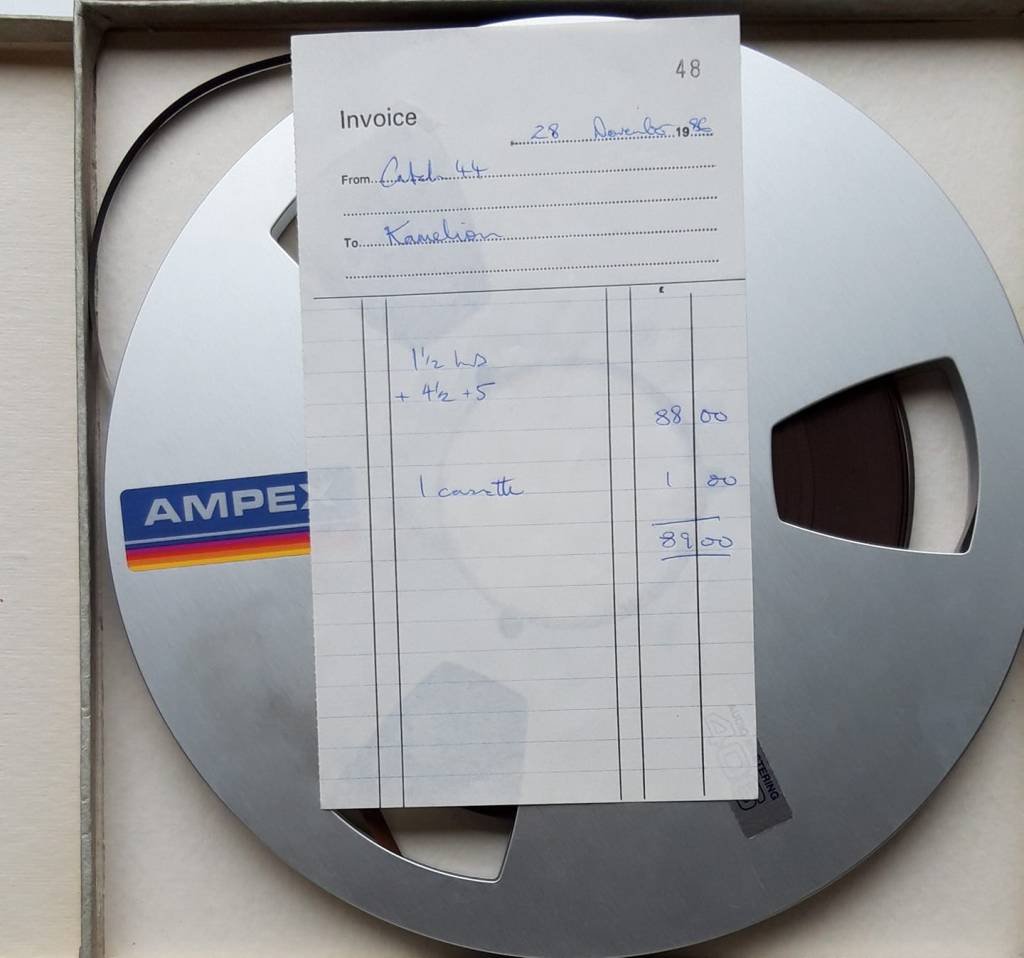 48
Invoice
28 November 1986
From 44
To Kamelion
£
1½ hrs
+ 4½ +5
88 00
1 cassette 1 00
89 00
AMPEX